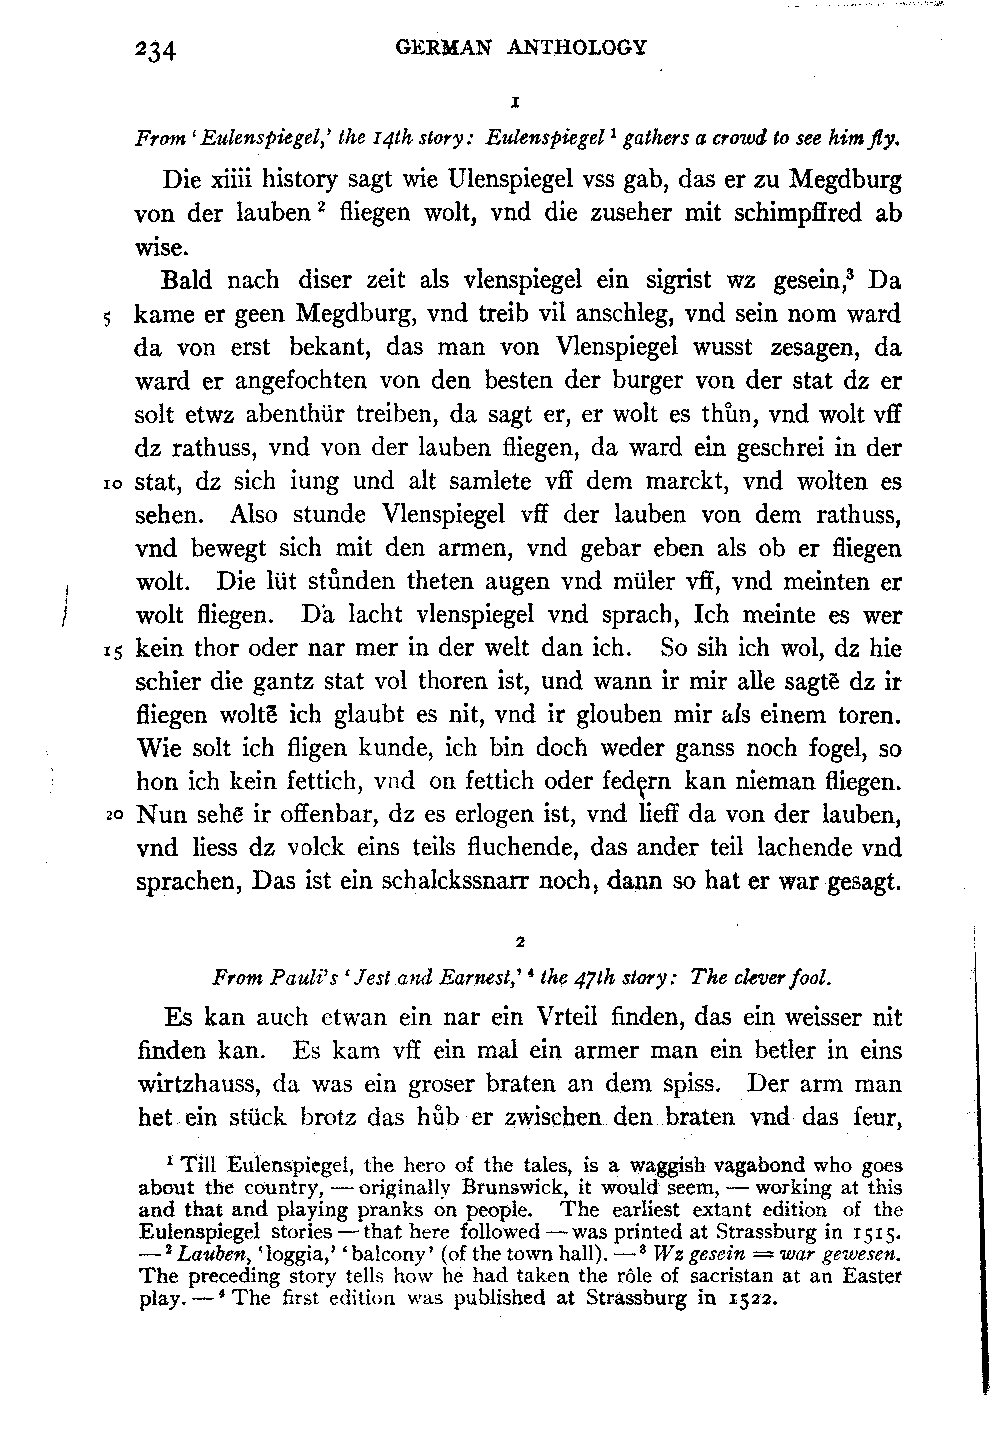 234 GERMAN ANTHOLOGY
1
From ‘Eulenspiegel,’ the 14th story: Eulenspiegel ¹ gathers a crowd to see him fly.
Die xiiii history sagt wie Ulenspiegel vss gab, das er zu Megdburg
von der lauben ² fliegen wolt, vnd die zuseher mit schimpffred ab
wise.
Bald nach diser zeit als vlenspiegel ein sigrist wz gesein,³ Da
5 kame er geen Megdburg, vnd treib vil anschleg, vnd sein nom ward
da von erst bekant, das man von Vlenspiegel wusst zesagen, da
ward er angefochten von den besten der burger von der stat dz er
solt etwz abenthür treiben, da sagt er, er wolt es thůn, vnd wolt vff
dz rathuss, vnd von der lauben fliegen, da ward ein geschrei in der
10 stat, dz sich iung und alt samlete vff dem marckt, vnd wolten es
sehen. Also stunde Vlenspiegel vff der lauben von dem rathuss,
vnd bewegt sich mit den armen, vnd gebar eben als ob er fliegen
wolt. Die lüt stůnden theten augen vnd müler vff, vnd meinten er
wolt fliegen. Da lacht vlenspiegel vnd sprach, Ich meinte es wer
15 kein thor oder nar mer in der welt dan ich. So sih ich wol, dz hie
schier die gantz stat vol thoren ist, und wann ir mir alle sagtē dz ir
fliegen woltē ich glaubt es nit, vnd ir glouben mir als einem toren.
Wie solt ich fligen kunde, ich bin doch weder ganss noch fogel, so
hon ich kein fettich, vnd on fettich oder federn kan nieman fliegen.
20 Nun sehē ir offenbar, dz es erlogen ist, vnd lieff da von der lauben,
vnd liess dz volck eins teils fluchende, das ander teil lachende vnd
sprachen, Das ist ein schalckssnarr noch, dann so hat er war gesagt.
2
From Pauli’s ‘Jest and Earnest,’ ⁴ the 47th story: The clever fool.
Es kan auch etwan ein nar ein Vrteil finden, das ein weisser nit
finden kan. Es kam vff ein mal ein armer man ein betler in eins
wirtzhauss, da was ein groser braten an dem spiss. Der arm man
het ein stück brotz das hůb er zwischen den braten vnd das feur,
¹ Till Eulenspiegel, the hero of the tales, is a waggish vagabond who goes
about the country, — originally Brunswick, it would seem, — working at this
and that and playing pranks on people. The earliest extant edition of the
Eulenspiegel stories — that here followed — was printed at Strassburg in 1515.
— ² Lauben, ‘loggia,’ ‘balcony’ (of the town hall). — ³ Wz gesein = war gewesen.
The preceding story tells how he had taken the rôle of sacristan at an Easter
play. — ⁴ The first edition was published at Strassburg in 1522.